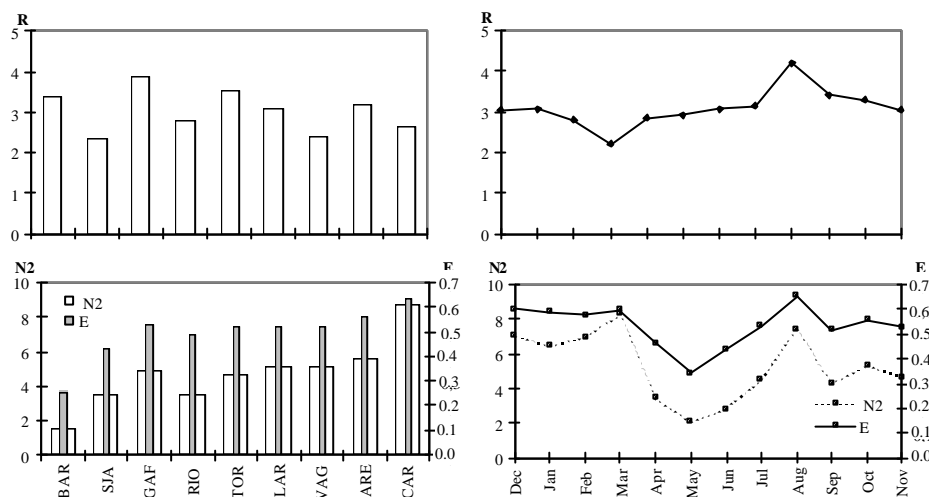 R
5
4
3
2
1
0
5
4
3
2
1
0
N2
E
10
8
6
4
2
0
N2
E
0.7
0.6
0.5
0.4
0.3
0.2
0.1
0.0
BAR
SJA
GAF
RIO
TOR
LAR
VAG
ARE
CAR
R
N2
E
10
8
6
4
2
0
N2
E
0.7
0.6
0.5
0.4
0.3
0.2
0.1
0.0
Dec
Jan
Feb
Mar
Apr
May
Jun
Jul
Aug
Sep
Oct
Nov